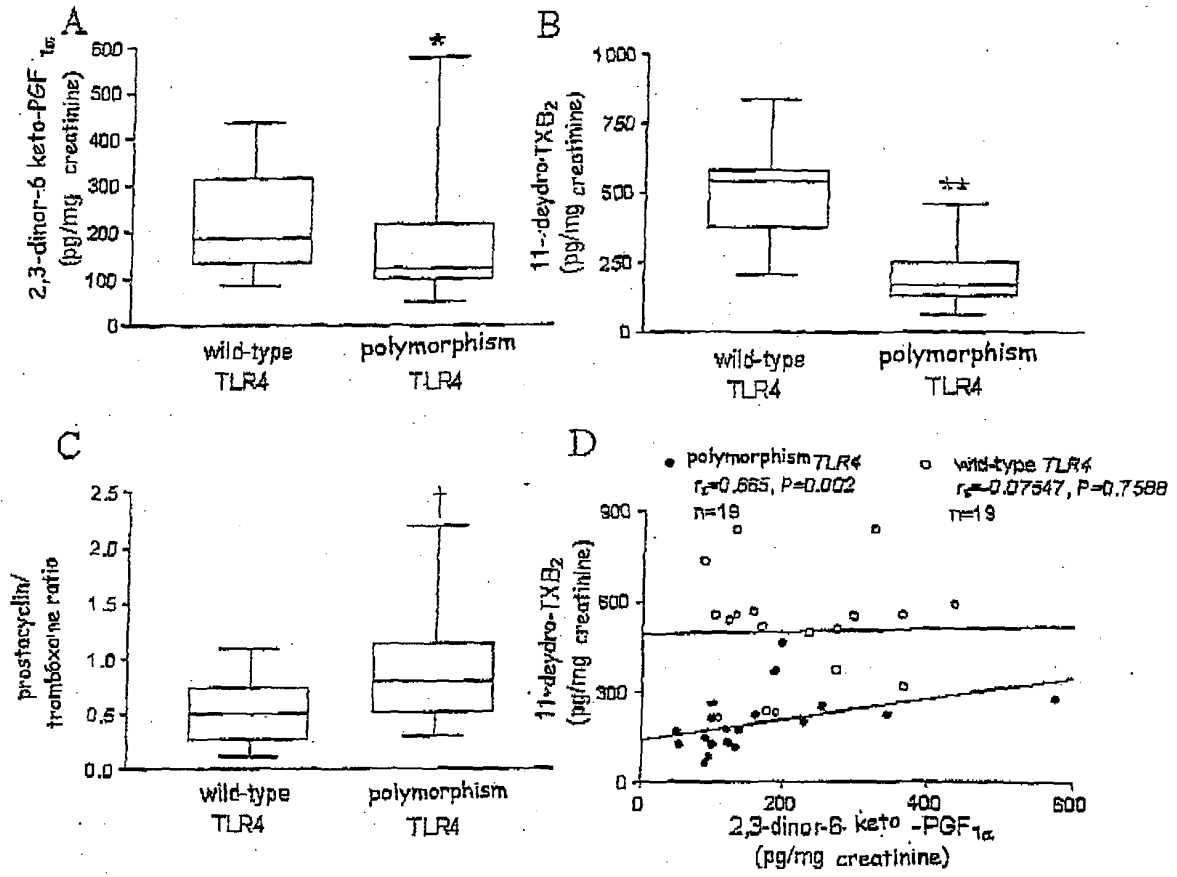 A
2,3-dinor-6 keto-PGF 1α
(pg/mg creatinine)
600
500
400
300
200
100
0
*
wild-type
TLR4
polymorphism
TLR4
B
11-deydro-TXB2
(pg/mg creatinine)
1000
750
500
250
0
‡‡
wild-type
TLR4
polymorphism
TLR4
C
prostacyclin/
tromboxane ratio
2.5
2.0
1.5
1.0
0.5
0.0
†
wild-type
TLR4
polymorphism
TLR4
D
polymorphism TLR4
rs=0.665, P=0.002
n=19
wild-type TLR4
rs=-0.07547, P=0.7588
n=19
11-deydro-TXB2
(pg/mg creatinine)
900
600
300
0
0
200
400
600
2,3-dinor-6- keto -PGF1α
(pg/mg creatinine)